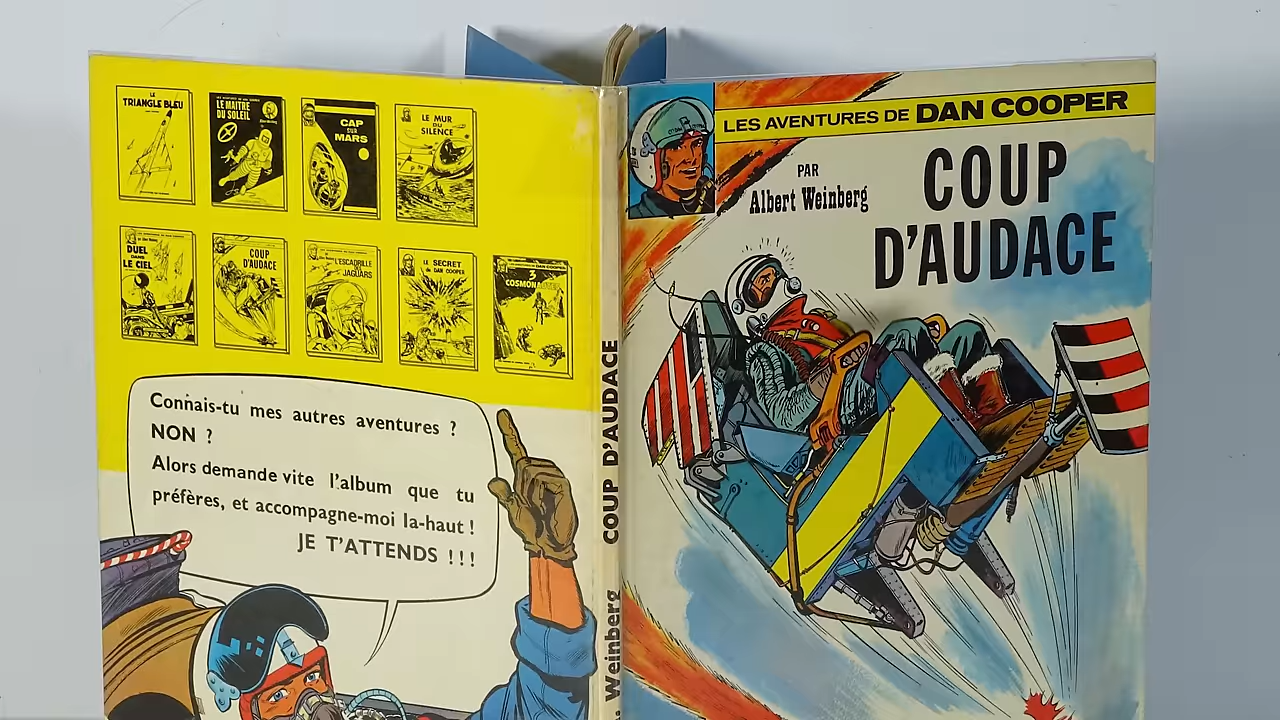 LE
TRIANGLE BLEU
LE MAITRE
DU SOLEIL
CAP
SUR
MARS
LE MUR
DU
SILENCE
DUEL
DANS
LE CIEL
COUP
D'AUDACE
L'ESCADRILLE
des
JAGUARS
LE SECRET
de DAN COOPER
3
COSMONAUTES
Connais-tu mes autres aventures ?
NON ?
Alors demande vite l'album que tu
préfères, et accompagne-moi la-haut !
JE T'ATTENDS ! ! !
Weinberg COUP D'AUDACE
LES AVENTURES DE DAN COOPER
PAR
Albert Weinberg
COUP
D'AUDACE